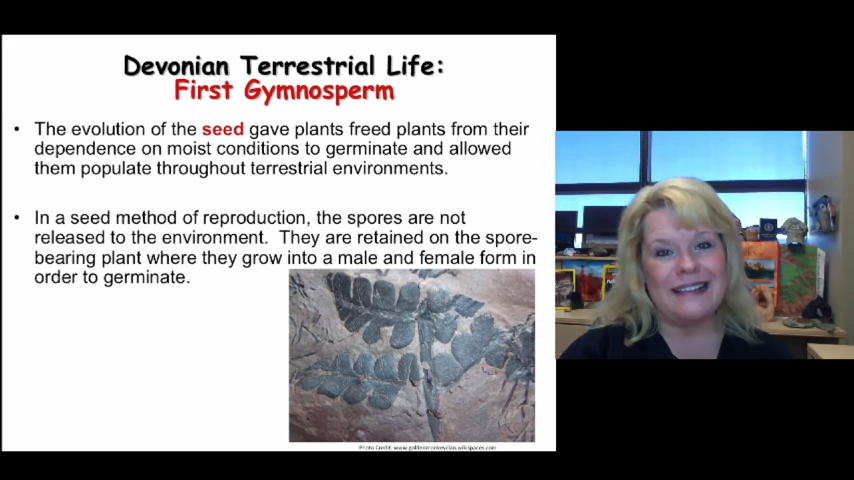 Devonian Terrestrial Life:
First Gymnosperm
• The evolution of the seed gave plants freed plants from their
dependence on moist conditions to germinate and allowed
them populate throughout terrestrial environments.
• In a seed method of reproduction, the spores are not
released to the environment. They are retained on the spore-
bearing plant where they grow into a male and female form in
order to germinate.
Photo Credit: www.goldenmonkeyclan.wikispaces.com